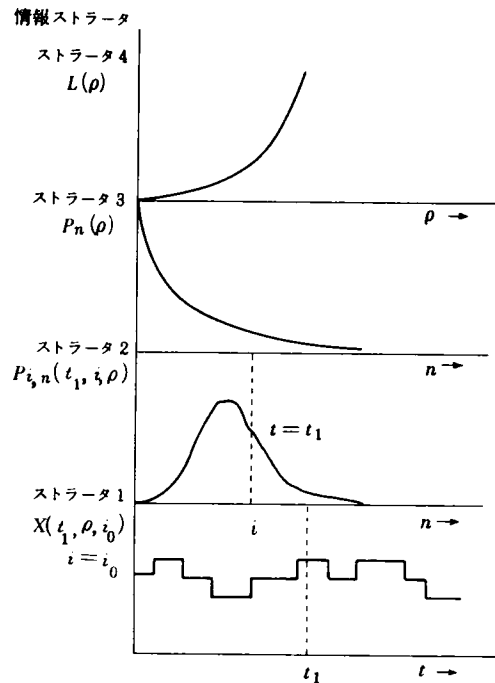 情報ストラータ
ストラータ4
L(ρ)
ρ →
ストラータ3
Pn(ρ)
n →
ストラータ2
Pi,n(t1, i, ρ)
t = t1
n →
ストラータ1
X(t1, ρ, i0)
i
i = i0
t1
t →